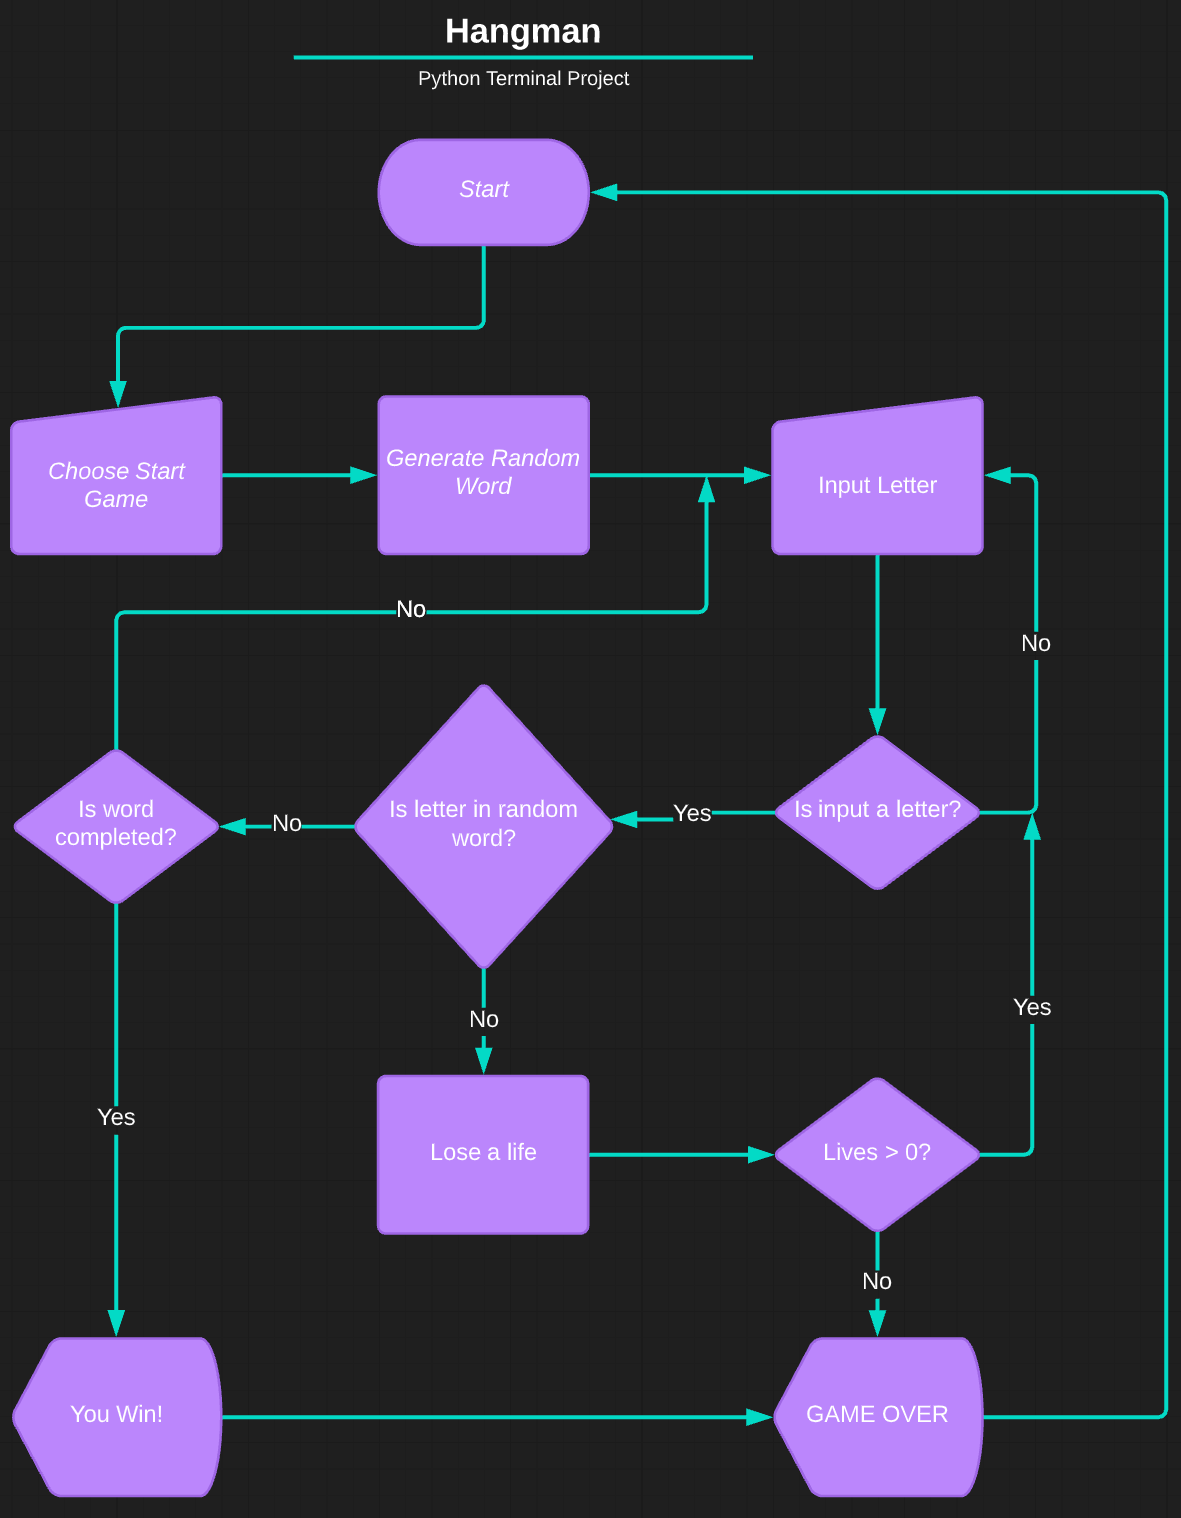 Hangman
Python Terminal Project
Start
Choose Start
Game
Generate Random
Word
Input Letter
No
No
Is word
completed?
No
Is letter in random
word?
Yes
Is input a letter?
No
Yes
Yes
Lose a life
Lives > 0?
No
You Win!
GAME OVER